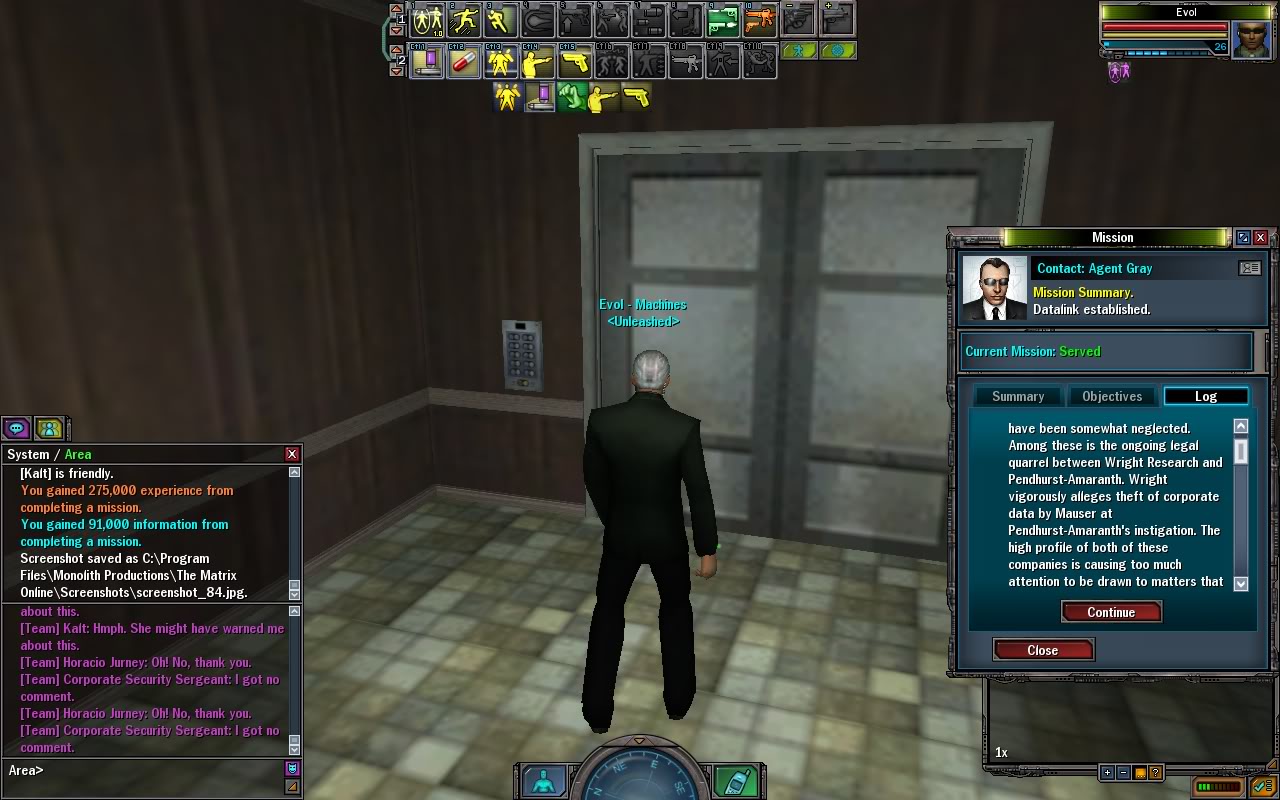 Evol
26
1
2
1.0
Evol - Machines
<Unleashed>
Mission
Contact: Agent Gray
Mission Summary.
Datalink established.
Current Mission: Served
Summary Objectives Log
have been somewhat neglected.
Among these is the ongoing legal
quarrel between Wright Research and
Pendhurst-Amaranth. Wright
vigorously alleges theft of corporate
data by Mauser at
Pendhurst-Amaranth's instigation. The
high profile of both of these
companies is causing too much
attention to be drawn to matters that
Continue
Close
1x
System / Area
[Kalt] is friendly.
You gained 275,000 experience from
completing a mission.
You gained 91,000 information from
completing a mission.
Screenshot saved as C:\Program
Files\Monolith Productions\The Matrix
Online\Screenshots\screenshot_84.jpg.
about this.
[Team] Kalt: Hmph. She might have warned me
about this.
[Team] Horacio Jurney: Oh! No, thank you.
[Team] Corporate Security Sergeant: I got no
comment.
[Team] Horacio Jurney: Oh! No, thank you.
[Team] Corporate Security Sergeant: I got no
comment.
Area>
N NE E SE